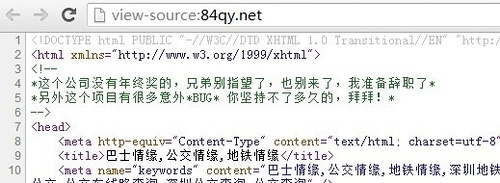 view-source:84qy.net
1 <!DOCTYPE html PUBLIC "-//W3C//DTD XHTML 1.0 Transitional//EN" "http:/
2 <html xmlns="http://www.w3.org/1999/xhtml">
3 <!--
4 *这个公司没有年终奖的，兄弟别指望了，也别来了，我准备辞职了*
5 *另外这个项目有很多意外*BUG* 你坚持不了多久的，拜拜！*
6 -->
7 <head>
8 <meta http-equiv="Content-Type" content="text/html; charset=utf-8"
9 <title>巴士情缘,公交情缘,地铁情缘</title>
10 <meta name="keywords" content="巴士情缘,公交情缘,地铁情缘,深圳地铁